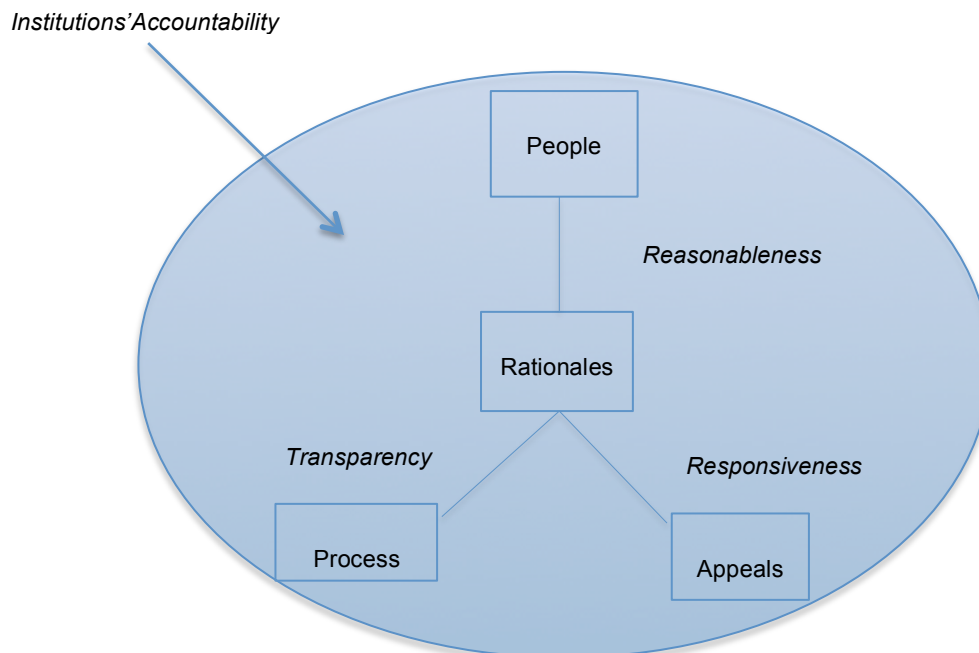 Institutions’Accountability
People
Reasonableness
Rationales
Transparency
Responsiveness
Process
Appeals